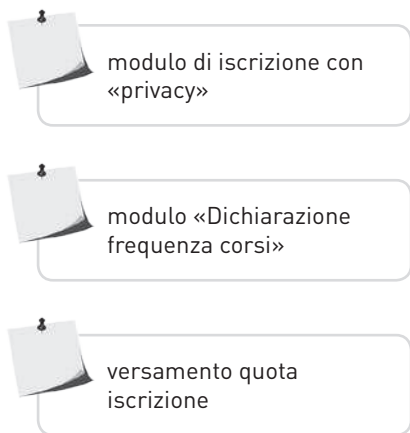 modulo di iscrizione con
«privacy»
modulo «Dichiarazione
frequenza corsi»
versamento quota
iscrizione